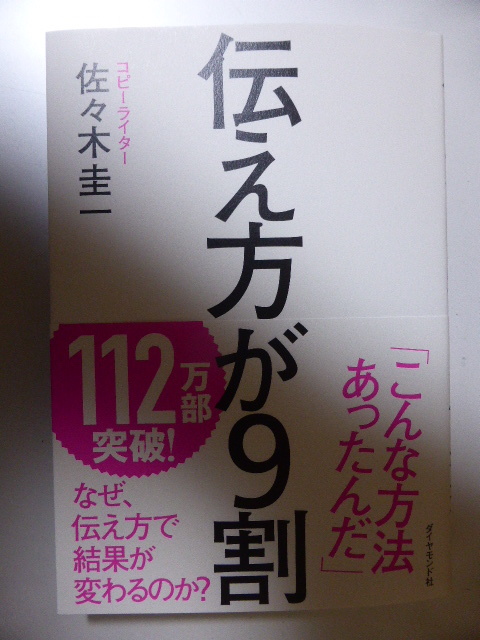 伝え方が9割
コピーライター
佐々木圭一
「こんな方法
あったんだ」
112万部
突破!
なぜ、
伝え方で
結果が
変わるのか?
ダイヤモンド社